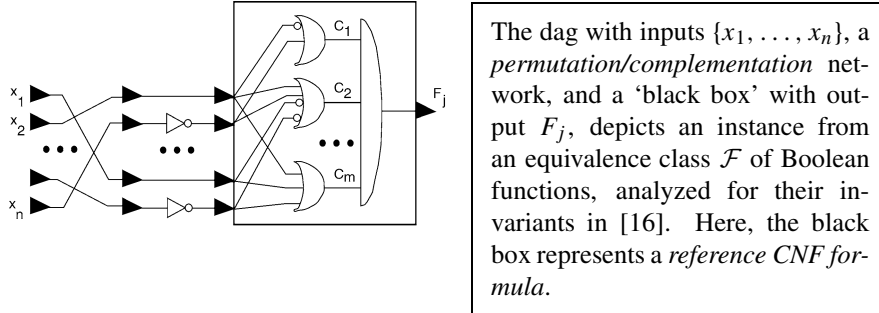 x1
x2
• • •
xn
• • •
C1
C2
• • •
Cm
Fj
The dag with inputs {x1, . . . , xn}, a
permutation/complementation net-
work, and a ‘black box’ with out-
put Fj, depicts an instance from
an equivalence class F of Boolean
functions, analyzed for their in-
variants in [16]. Here, the black
box represents a reference CNF for-
mula.